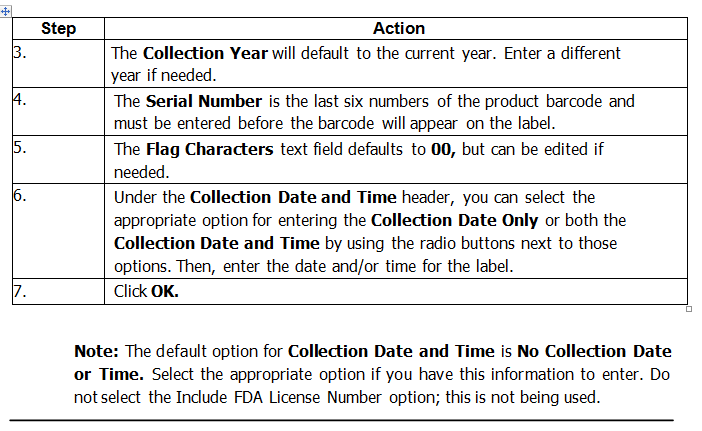 Step Action
3. The Collection Year will default to the current year. Enter a different
year if needed.
4. The Serial Number is the last six numbers of the product barcode and
must be entered before the barcode will appear on the label.
5. The Flag Characters text field defaults to 00, but can be edited if
needed.
6. Under the Collection Date and Time header, you can select the
appropriate option for entering the Collection Date Only or both the
Collection Date and Time by using the radio buttons next to those
options. Then, enter the date and/or time for the label.
7. Click OK.
Note: The default option for Collection Date and Time is No Collection Date
or Time. Select the appropriate option if you have this information to enter. Do
not select the Include FDA License Number option; this is not being used.